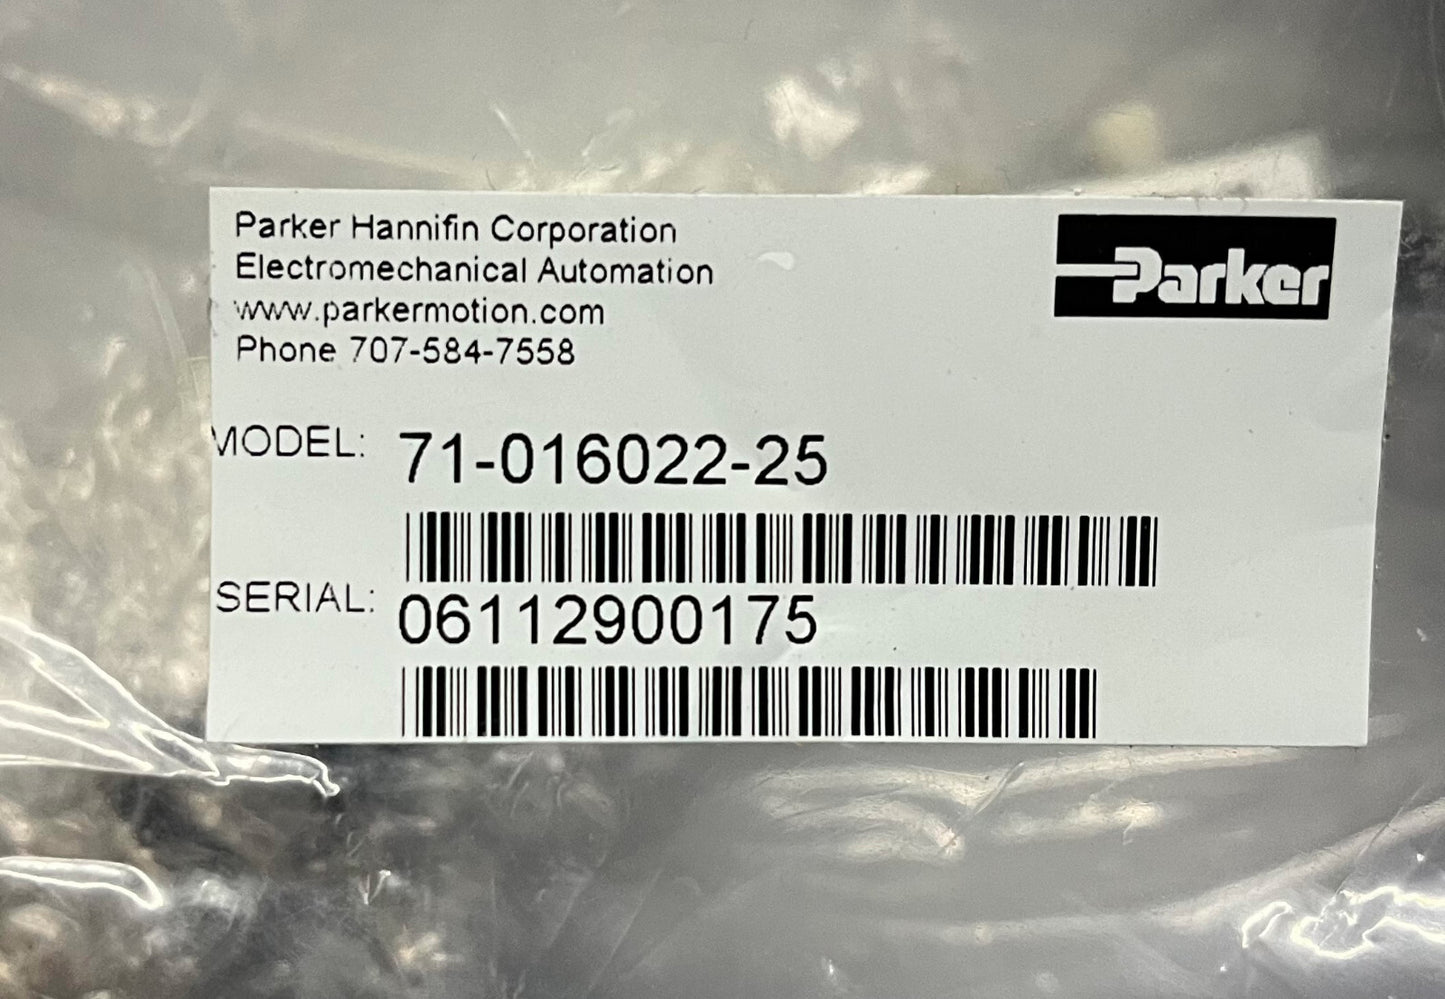 Parker Hannifin Corporation
Electromechanical Automation
www.parkermotion.com
Phone 707-584-7558
Parker
MODEL: 71-016022-25
SERIAL: 06112900175